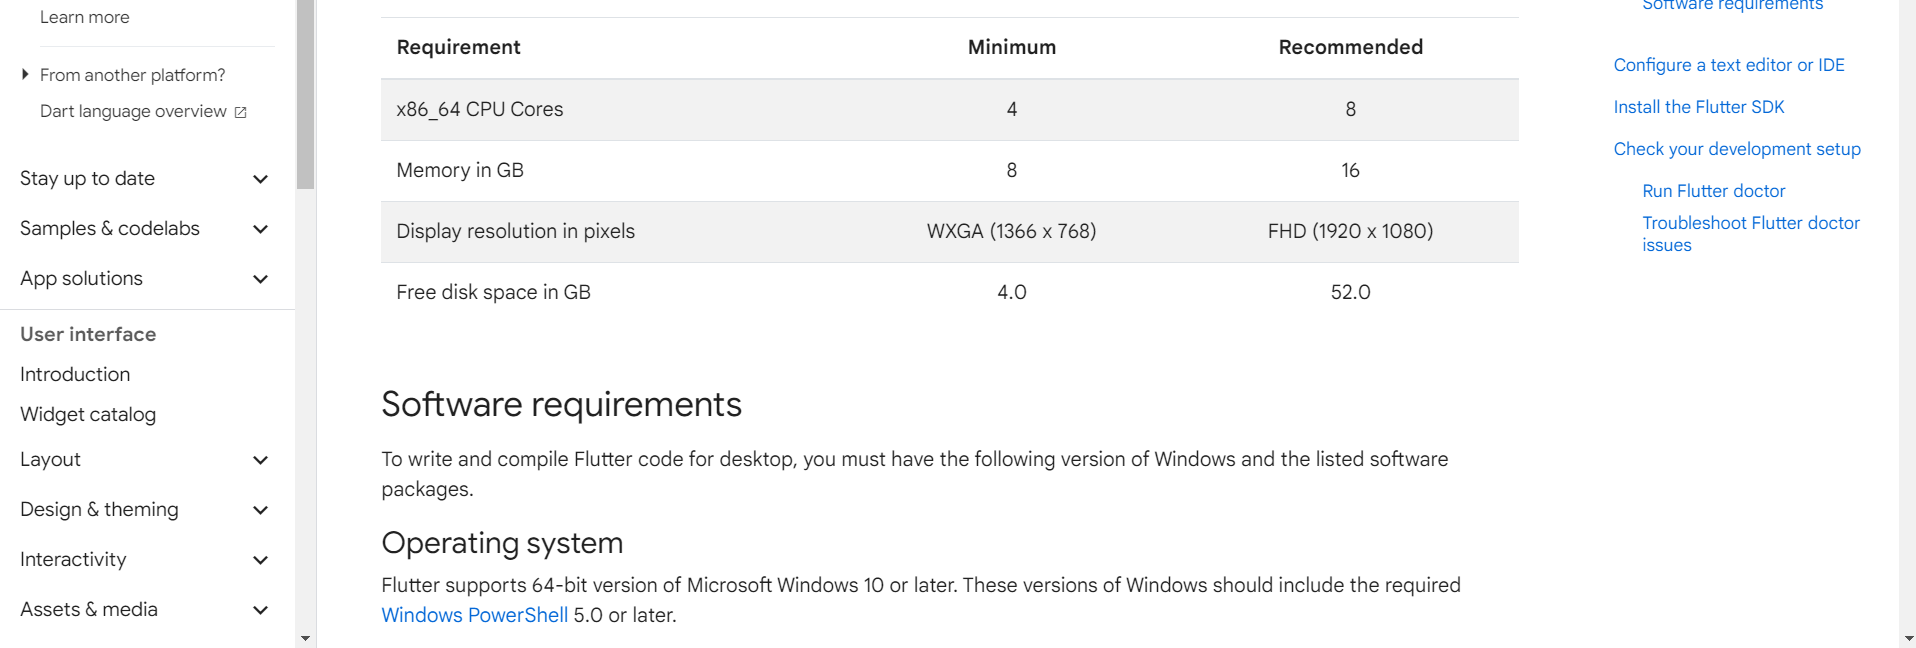 Learn more
From another platform?
Dart language overview
Stay up to date
Samples & codelabs
App solutions
User interface
Introduction
Widget catalog
Layout
Design & theming
Interactivity
Assets & media
Requirement Minimum Recommended
x86_64 CPU Cores 4 8
Memory in GB 8 16
Display resolution in pixels WXGA (1366 x 768) FHD (1920 x 1080)
Free disk space in GB 4.0 52.0
Software requirements
To write and compile Flutter code for desktop, you must have the following version of Windows and the listed software
packages.
Operating system
Flutter supports 64-bit version of Microsoft Windows 10 or later. These versions of Windows should include the required
Windows PowerShell 5.0 or later.
Software requirements
Configure a text editor or IDE
Install the Flutter SDK
Check your development setup
Run Flutter doctor
Troubleshoot Flutter doctor
issues